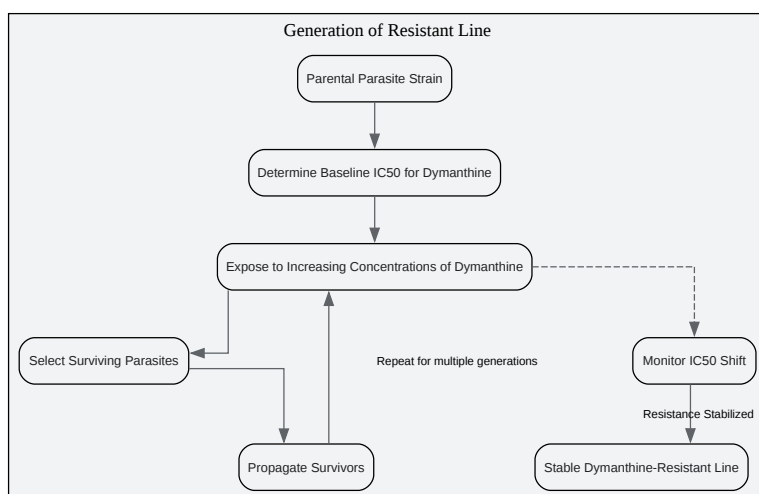 Generation of Resistant Line
Parental Parasite Strain
Determine Baseline IC50 for Dymanthine
Expose to Increasing Concentrations of Dymanthine
Select Surviving Parasites
Repeat for multiple generations
Monitor IC50 Shift
Resistance Stabilized
Propagate Survivors
Stable Dymanthine-Resistant Line